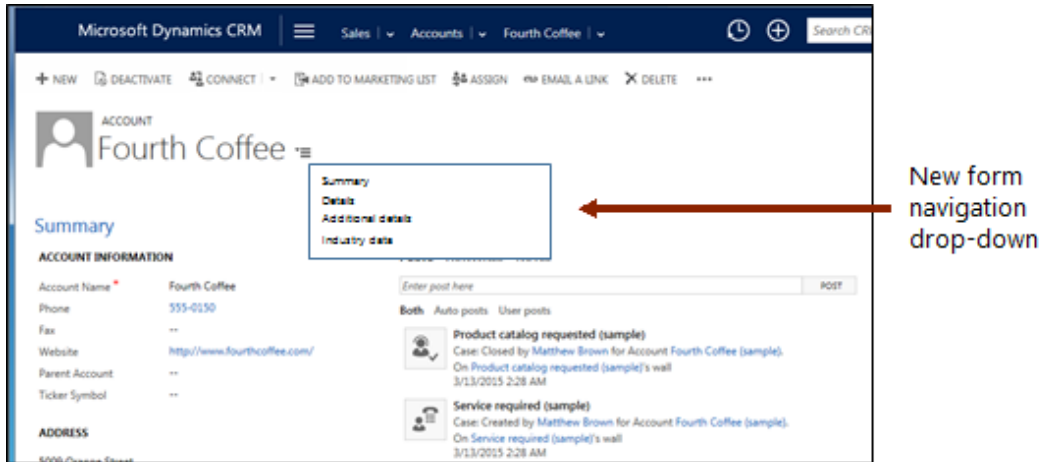 Microsoft Dynamics CRM Sales Accounts Fourth Coffee Search CR
NEW DEACTIVATE CONNECT ADD TO MARKETING LIST ASSIGN EMAIL A LINK DELETE •••
ACCOUNT
Fourth Coffee
Summary
Details
Additional details
Industry data
New form
navigation
drop-down
Summary
ACCOUNT INFORMATION
Account Name * Fourth Coffee
Phone 555-0150
Fax --
Website http://www.fourthcoffee.com/
Parent Account --
Ticker Symbol --
ADDRESS
Enter post here POST
Both Auto posts User posts
Product catalog requested (sample)
Case: Closed by Matthew Brown for Account Fourth Coffee (sample).
On Product catalog requested (sample)'s wall
3/13/2015 2:28 AM
Service required (sample)
Case: Created by Matthew Brown for Account Fourth Coffee (sample).
On Service required (sample)'s wall
3/13/2015 2:28 AM